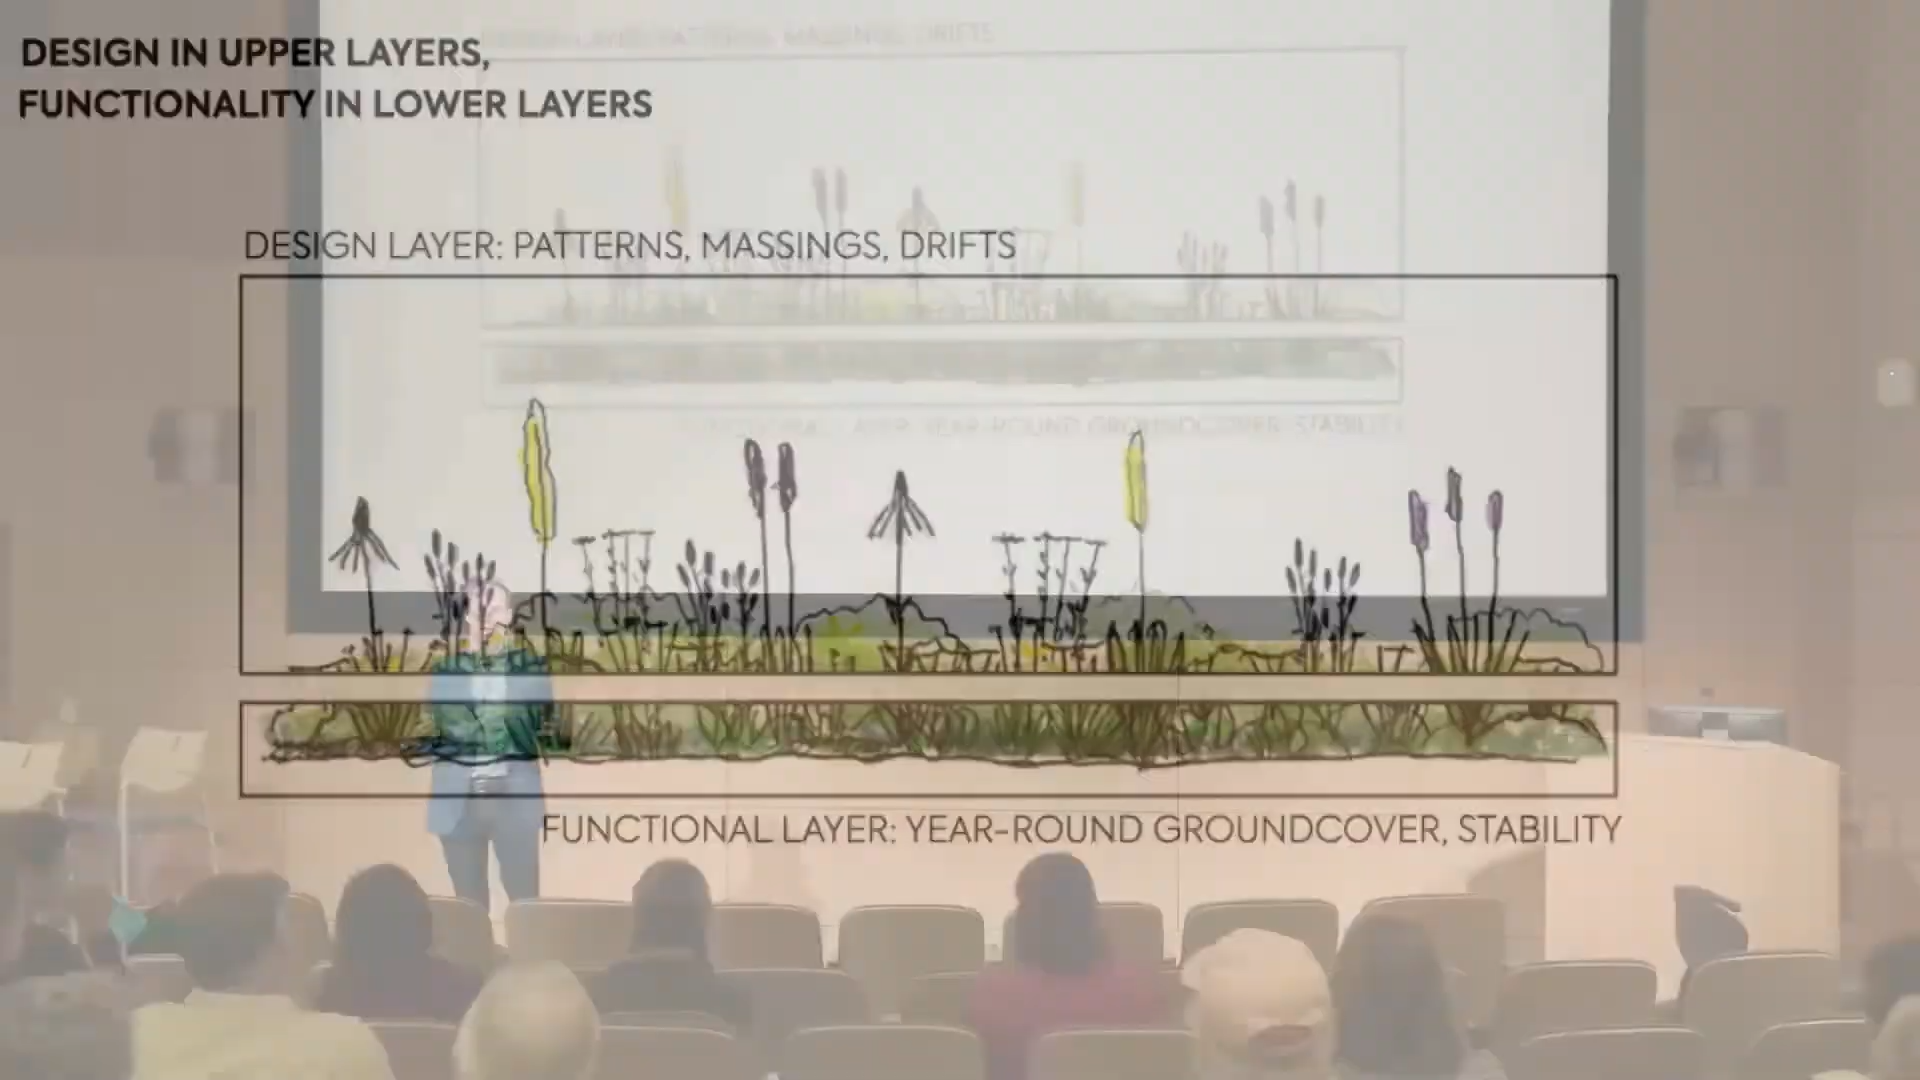 DESIGN IN UPPER LAYERS,
FUNCTIONALITY IN LOWER LAYERS
DESIGN LAYER: PATTERNS, MASSINGS, DRIFTS
FUNCTIONAL LAYER: YEAR-ROUND GROUNDCOVER, STABILITY